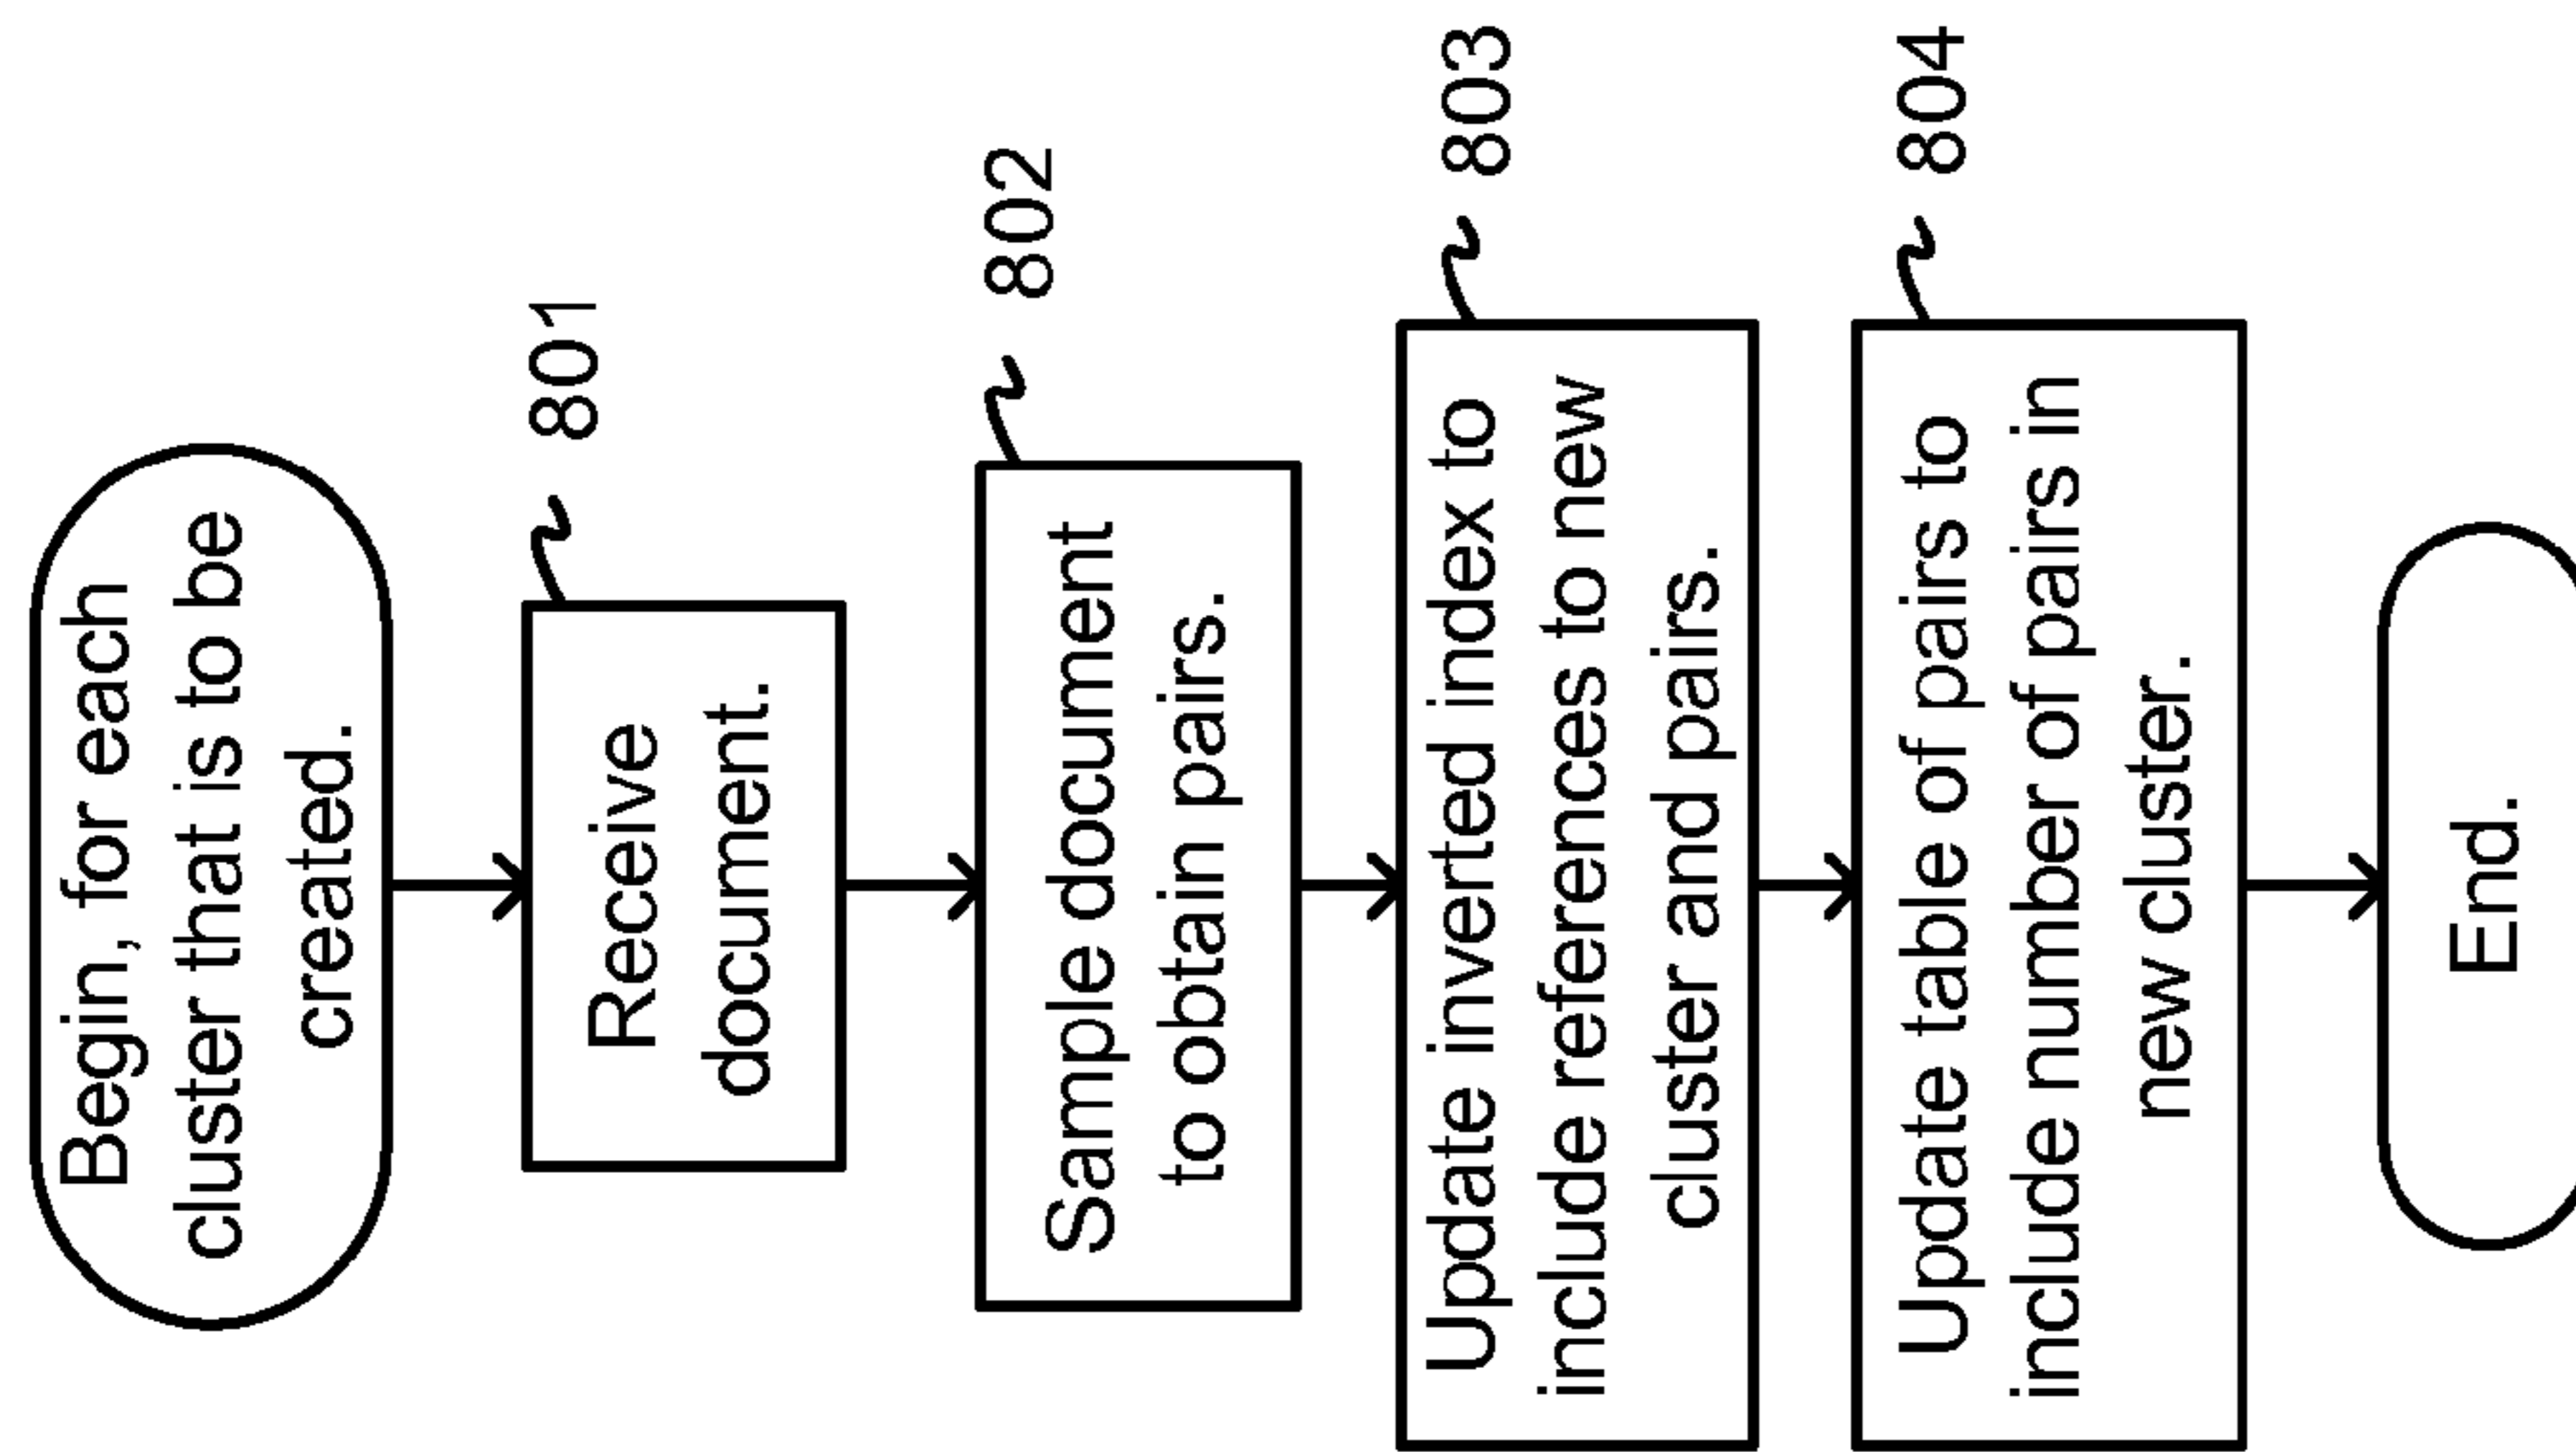 Begin, for each
cluster that is to be
created.
801
Receive
document.
802
Sample document
to obtain pairs.
803
Update inverted index to
include references to new
cluster and pairs.
804
Update table of pairs to
include number of pairs in
new cluster.
End.